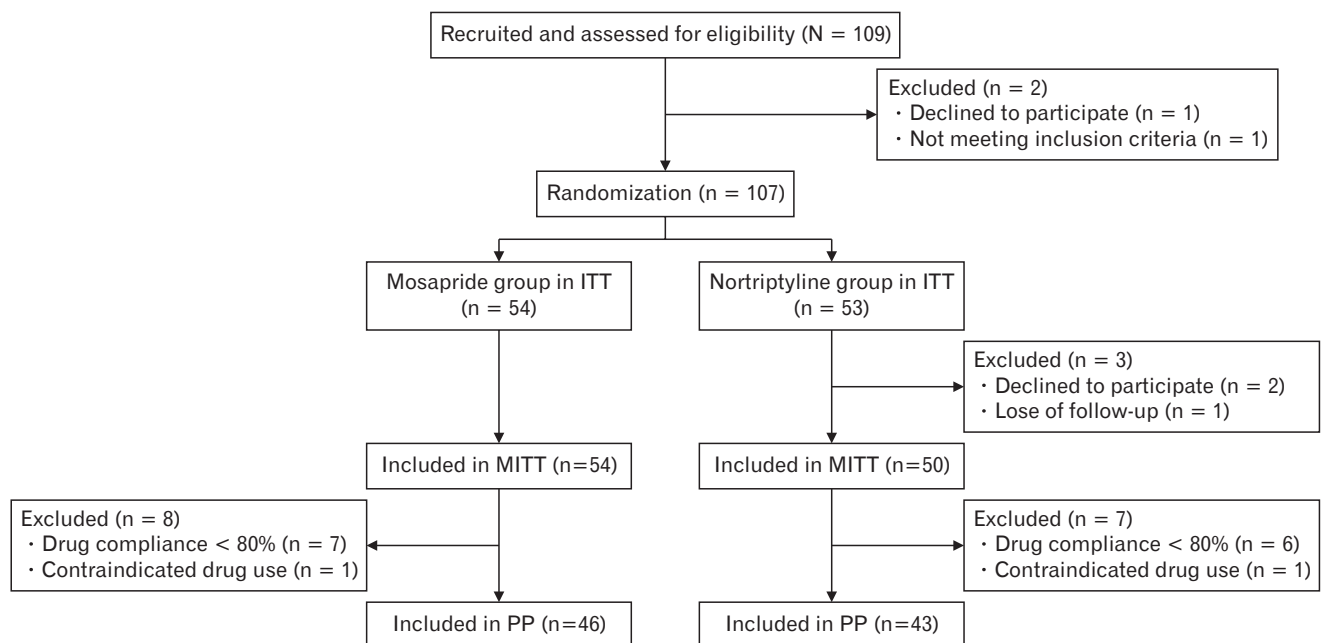 Recruited and assessed for eligibility (N = 109)
Excluded (n = 2)
・Declined to participate (n = 1)
・Not meeting inclusion criteria (n = 1)
Randomization (n = 107)
Mosapride group in ITT
(n = 54)
Nortriptyline group in ITT
(n = 53)
Excluded (n = 3)
・Declined to participate (n = 2)
・Lose of follow-up (n = 1)
Included in MITT (n=54)
Included in MITT (n=50)
Excluded (n = 8)
・Drug compliance < 80% (n = 7)
・Contraindicated drug use (n = 1)
Excluded (n = 7)
・Drug compliance < 80% (n = 6)
・Contraindicated drug use (n = 1)
Included in PP (n=46)
Included in PP (n=43)